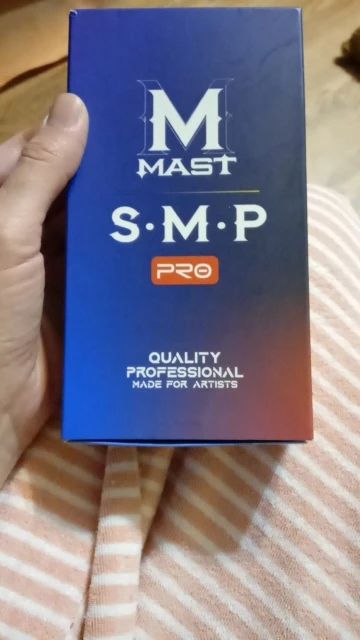 M
MAST
S·M·P
PRO
QUALITY
PROFESSIONAL
MADE FOR ARTISTS